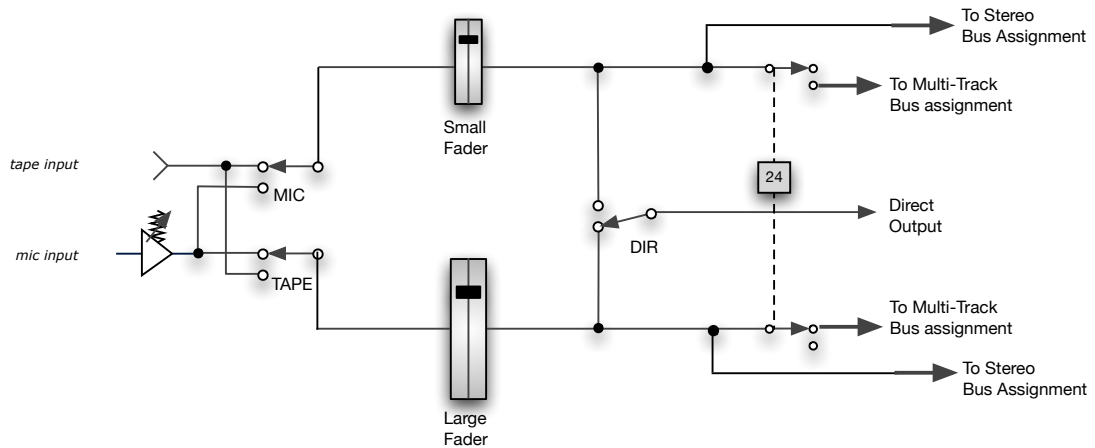 To Stereo
Bus Assignment
To Multi-Track
Bus assignment
Small
Fader
tape input
MIC
24
Direct
Output
DIR
mic input
TAPE
To Multi-Track
Bus assignment
To Stereo
Bus Assignment
Large
Fader